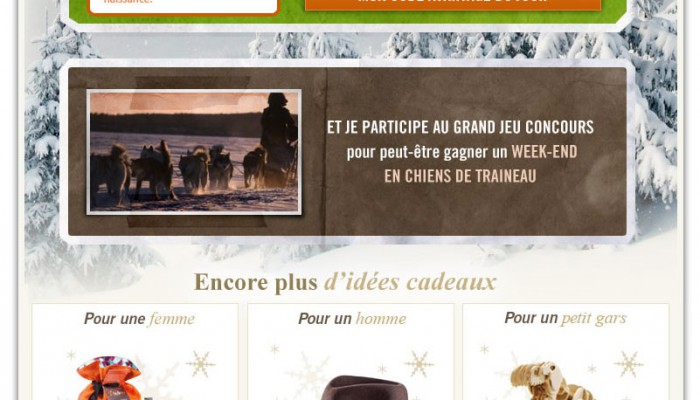 naissance.
ET JE PARTICIPE AU GRAND JEU CONCOURS
pour peut-être gagner un WEEK-END
EN CHIENS DE TRAINEAU
Encore plus d'idées cadeaux
Pour une femme
Pour un homme
Pour un petit gars